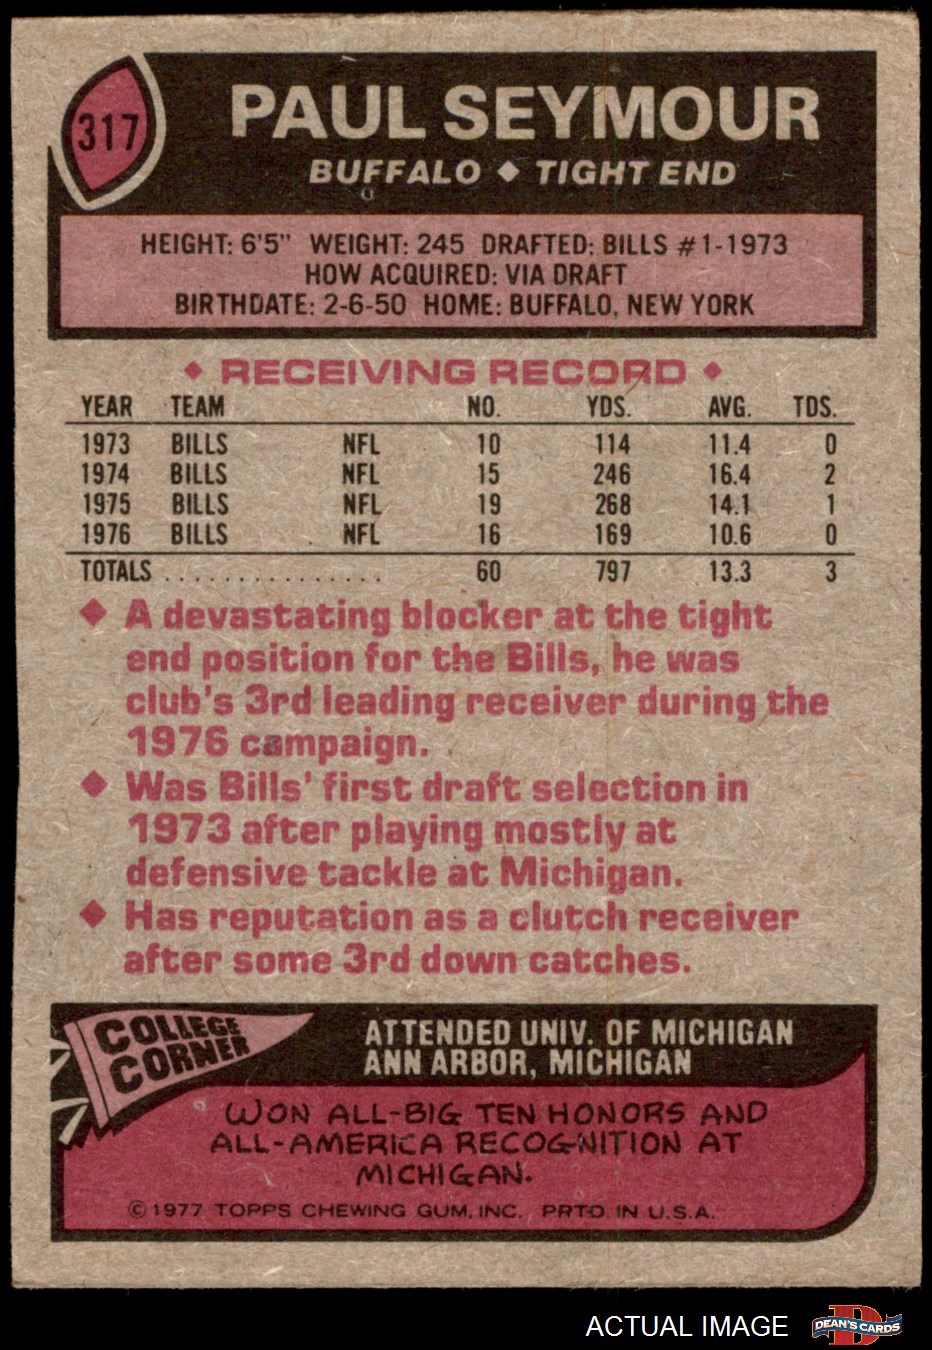 317
PAUL SEYMOUR
BUFFALO ◆ TIGHT END
HEIGHT: 6'5" WEIGHT: 245 DRAFTED: BILLS #1-1973
HOW ACQUIRED: VIA DRAFT
BIRTHDATE: 2-6-50 HOME: BUFFALO, NEW YORK
◆ RECEIVING RECORD ◆
YEAR TEAM NO. YDS. AVG. TDS.
1973 BILLS NFL 10 114 11.4 0
1974 BILLS NFL 15 246 16.4 2
1975 BILLS NFL 19 268 14.1 1
1976 BILLS NFL 16 169 10.6 0
TOTALS . . . . . . . . . . . . . . . 60 797 13.3 3
◆ A devastating blocker at the tight
end position for the Bills, he was
club's 3rd leading receiver during the
1976 campaign.
◆ Was Bills' first draft selection in
1973 after playing mostly at
defensive tackle at Michigan.
◆ Has reputation as a clutch receiver
after some 3rd down catches.
COLLEGE
CORNER
ATTENDED UNIV. OF MICHIGAN
ANN ARBOR, MICHIGAN
WON ALL-BIG TEN HONORS AND
ALL-AMERICA RECOGNITION AT
MICHIGAN.
©1977 TOPPS CHEWING GUM, INC. PRTD. IN U.S.A.
ACTUAL IMAGE
D
DEAN'S CARDS